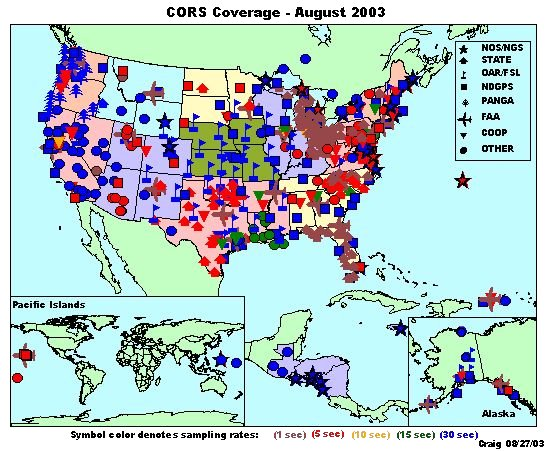 CORS Coverage - August 2003
NOS/NGS
STATE
OAR/FSL
NDGPS
PANGA
FAA
COOP
OTHER
Pacific Islands
Alaska
Symbol color denotes sampling rates: (1 sec) (5 sec) (10 sec) (15 sec) (30 sec)
Craig 08/27/03